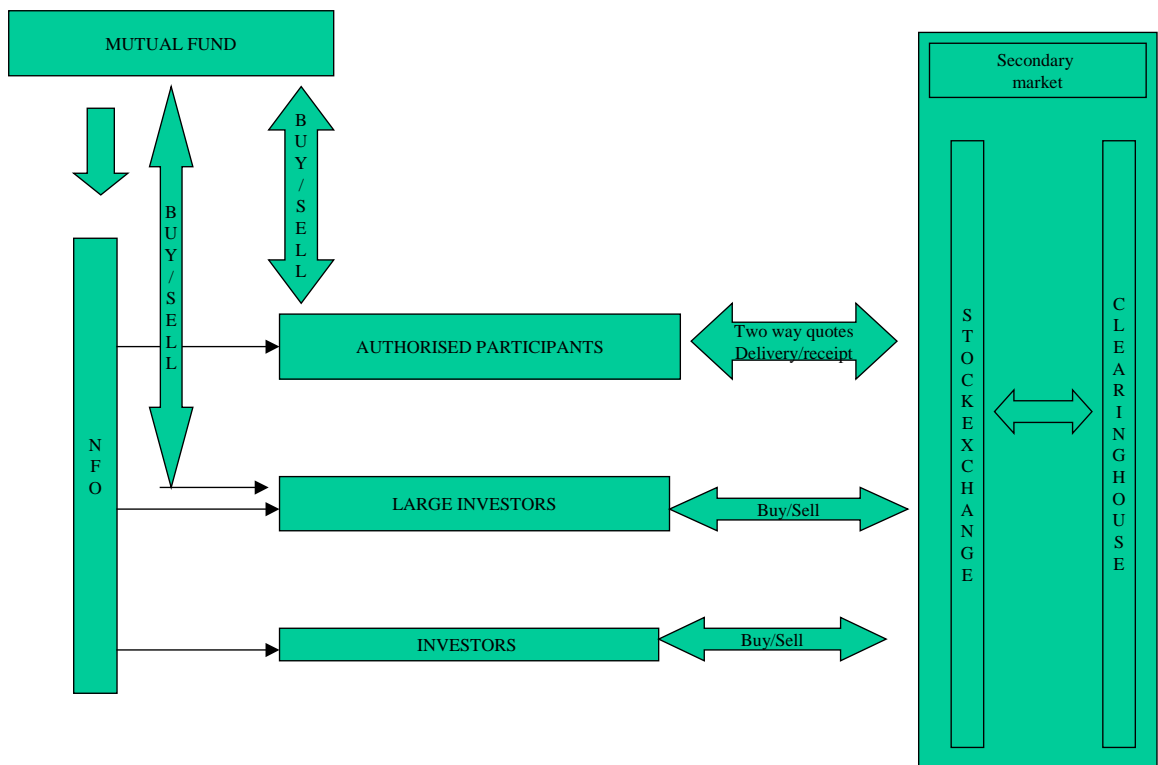 MUTUAL FUND
Secondary
market
BUY/SELL
BUY/SELL
Two way quotes
Delivery/receipt
AUTHORISED PARTICIPANTS
STOCKEXCHANGE
CLEARINGHOUSE
NFO
LARGE INVESTORS
Buy/Sell
INVESTORS
Buy/Sell